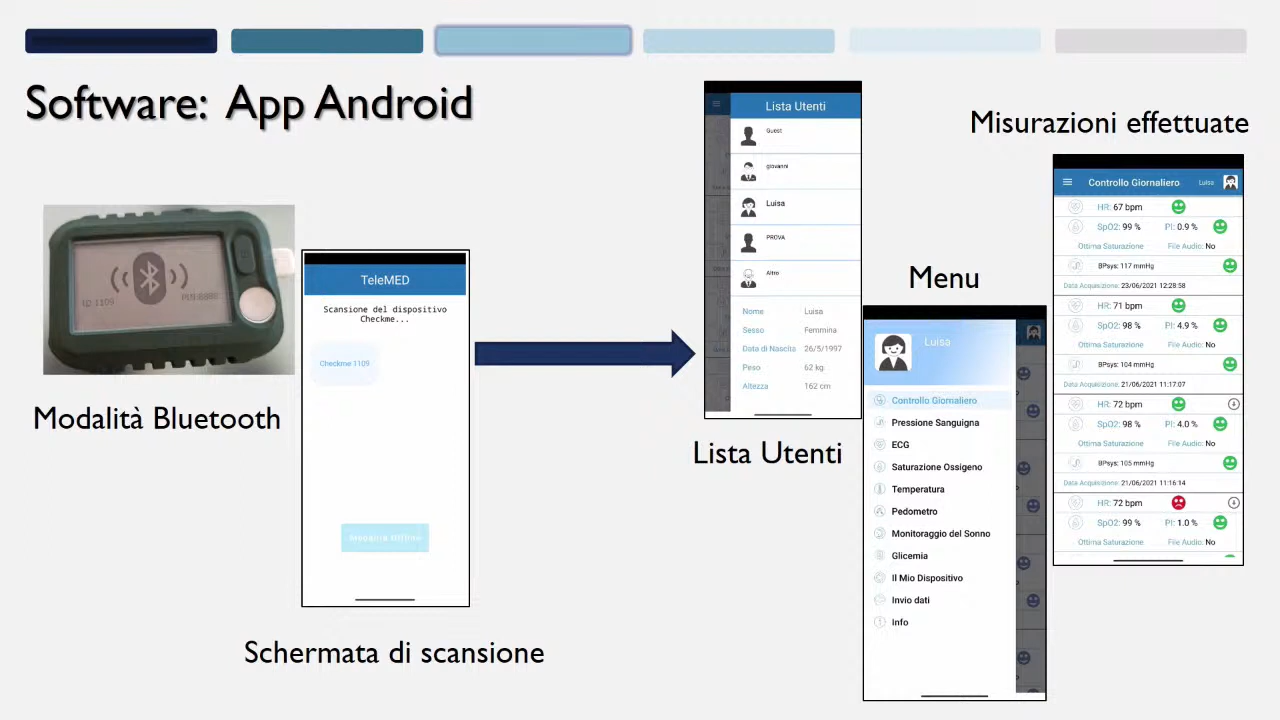 Software: App Android
ID:1109
Modalità Bluetooth
TeleMED
Scansione del dispositivo
Checkme...
Checkme 1109
Modalità Offline
Schermata di scansione
Lista Utenti
Guest
giovanni
Luisa
PROVA
Altro
Nome Luisa
Sesso Femmina
Data di Nascita 26/5/1997
Peso 62 kg
Altezza 162 cm
Lista Utenti
Menu
Luisa
Controllo Giornaliero
Pressione Sanguigna
ECG
Saturazione Ossigeno
Temperatura
Pedometro
Monitoraggio del Sonno
Glicemia
Il Mio Dispositivo
Invio dati
Info
Misurazioni effettuate
Controllo Giornaliero Luisa
HR: 67 bpm
SpO2: 99 % PI: 0.9 %
Ottima Saturazione File Audio: No
BPsys: 117 mmHg
Data Acquisizione: 23/06/2021 12:28:58
HR: 71 bpm
SpO2: 98 % PI: 4.9 %
Ottima Saturazione File Audio: No
BPsys: 104 mmHg
Data Acquisizione: 21/06/2021 11:17:07
HR: 72 bpm
SpO2: 98 % PI: 4.0 %
Ottima Saturazione File Audio: No
BPsys: 105 mmHg
Data Acquisizione: 21/06/2021 11:16:14
HR: 72 bpm
SpO2: 99 % PI: 1.0 %
Ottima Saturazione File Audio: No